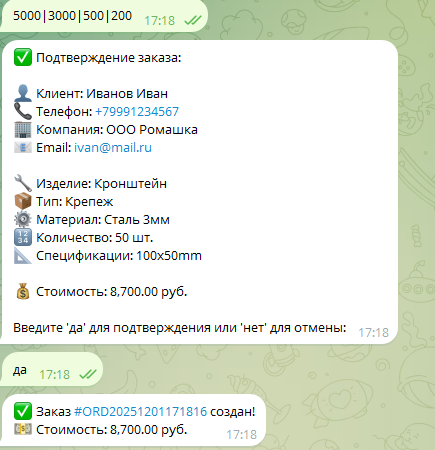 5000|3000|500|200
17:18
Подтверждение заказа:
Клиент: Иванов Иван
Телефон: +79991234567
Компания: ООО Ромашка
Email: ivan@mail.ru
Изделие: Кронштейн
Тип: Крепеж
Материал: Сталь 3мм
1234 Количество: 50 шт.
Спецификации: 100x50mm
Стоимость: 8,700.00 руб.
Введите 'да' для подтверждения или 'нет' для отмены:
17:18
да 17:18
Заказ #ORD20251201171816 создан!
Стоимость: 8,700.00 руб.
17:18